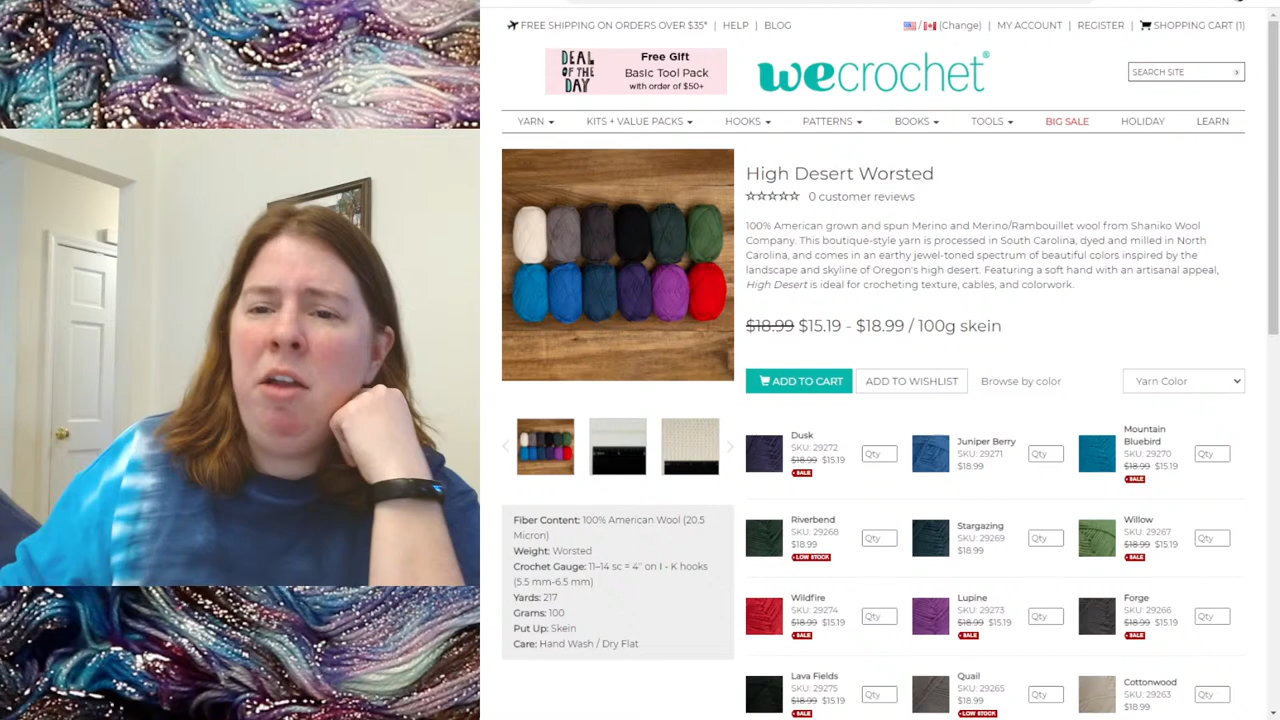 FREE SHIPPING ON ORDERS OVER $35* | HELP | BLOG
/ (Change) | MY ACCOUNT | REGISTER | SHOPPING CART (1)
DEAL OF THE DAY
Free Gift
Basic Tool Pack
with order of $50+
wecrochet®
SEARCH SITE
YARN KITS + VALUE PACKS HOOKS PATTERNS BOOKS TOOLS BIG SALE HOLIDAY LEARN
High Desert Worsted
0 customer reviews
100% American grown and spun Merino and Merino/Rambouillet wool from Shaniko Wool
Company. This boutique-style yarn is processed in South Carolina, dyed and milled in North
Carolina, and comes in an earthy jewel-toned spectrum of beautiful colors inspired by the
landscape and skyline of Oregon's high desert. Featuring a soft hand with an artisanal appeal,
High Desert is ideal for crocheting texture, cables, and colorwork.
$18.99 $15.19 - $18.99 / 100g skein
ADD TO CART ADD TO WISHLIST Browse by color Yarn Color
Dusk
SKU: 29272
$18.99 $15.19
SALE
Qty
Juniper Berry
SKU: 29271
$18.99
Qty
Mountain
Bluebird
SKU: 29270
$18.99 $15.19
SALE
Qty
Riverbend
SKU: 29268
$18.99
LOW STOCK
Qty
Stargazing
SKU: 29269
$18.99
Qty
Willow
SKU: 29267
$18.99 $15.19
SALE
Qty
Wildfire
SKU: 29274
$18.99 $15.19
SALE
Qty
Lupine
SKU: 29273
$18.99 $15.19
SALE
Qty
Forge
SKU: 29266
$18.99 $15.19
SALE
Qty
Lava Fields
SKU: 29275
$18.99 $15.19
SALE
Qty
Quail
SKU: 29265
$18.99
LOW STOCK
Qty
Cottonwood
SKU: 29263
$18.99
Qty
Fiber Content: 100% American Wool (20.5
Micron)
Weight: Worsted
Crochet Gauge: 11–14 sc = 4" on I - K hooks
(5.5 mm-6.5 mm)
Yards: 217
Grams: 100
Put Up: Skein
Care: Hand Wash / Dry Flat